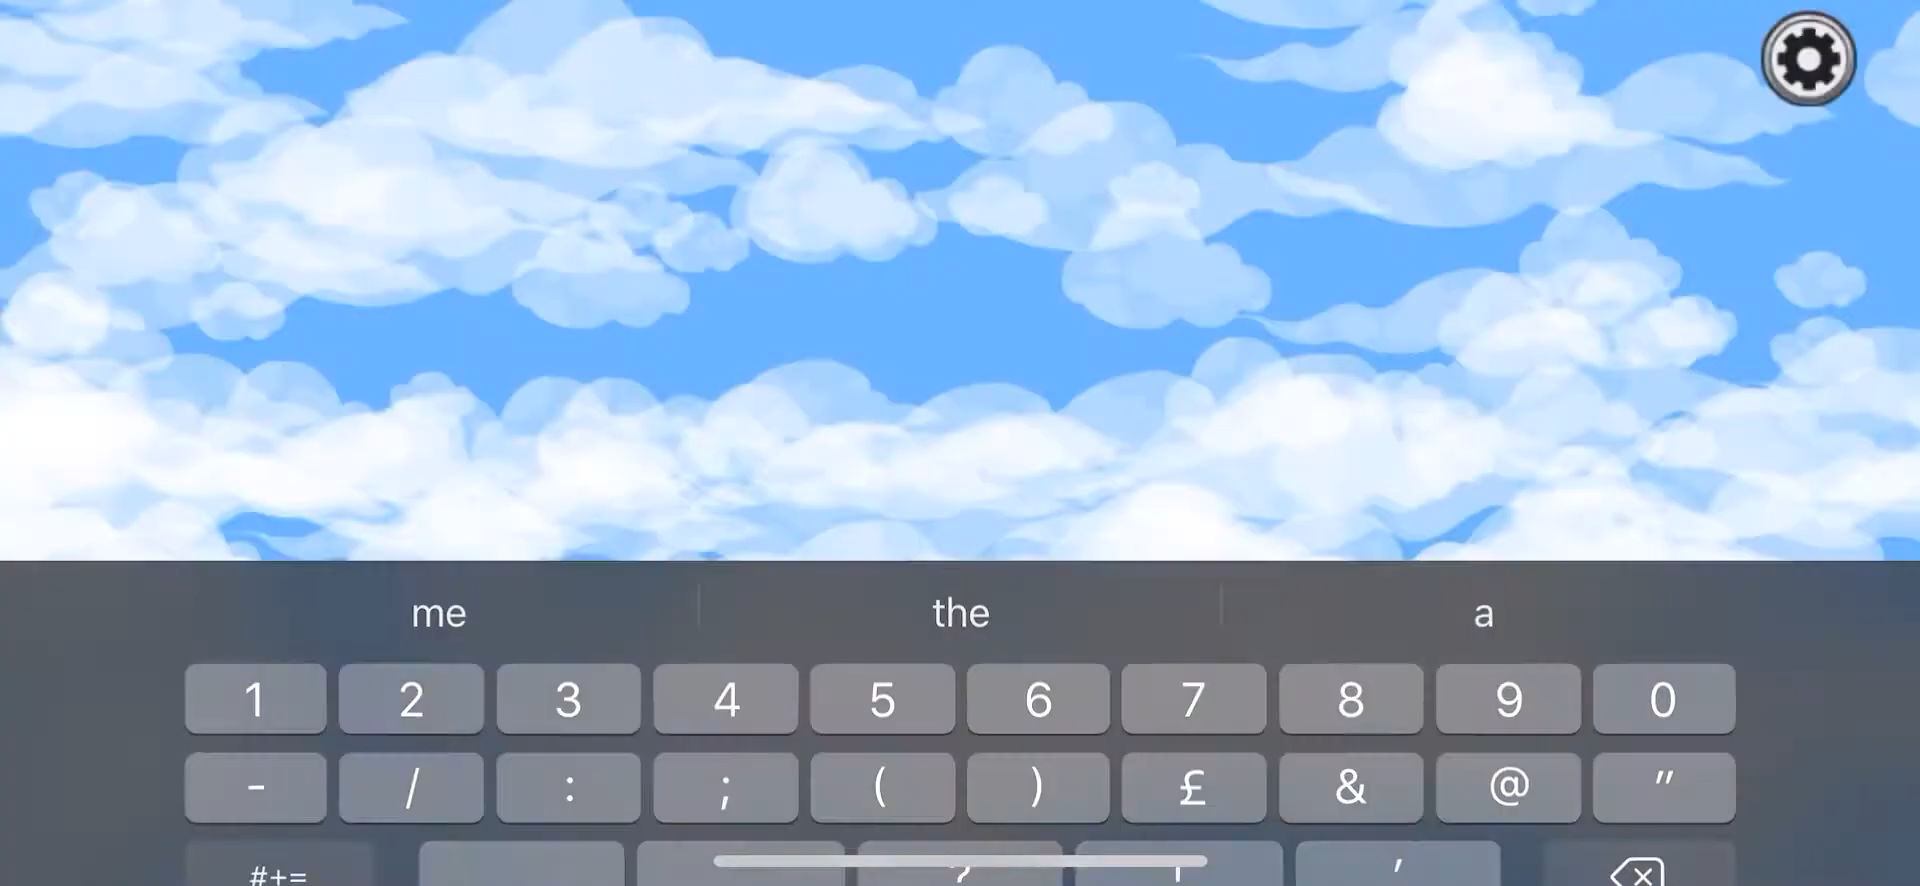 me the a
1 2 3 4 5 6 7 8 9 0
- / : ; ( ) £ & @ "
#+= ? ! '